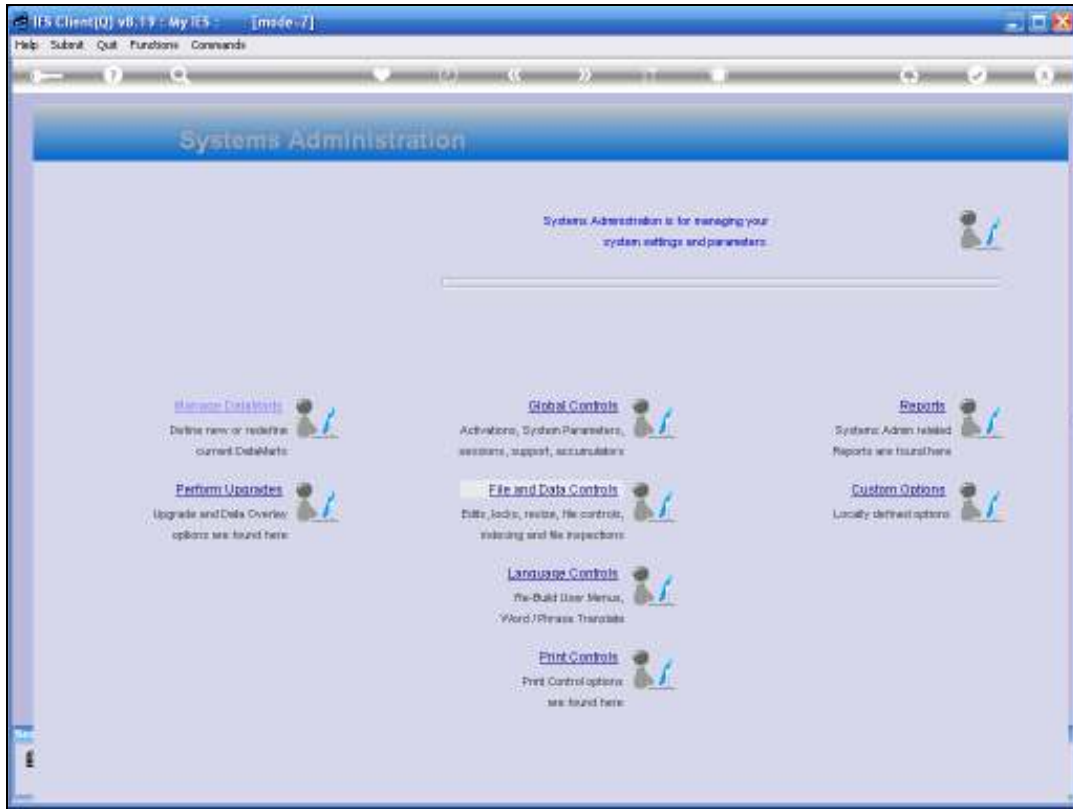 IES Client(Q) v8.19 : My IES : [mode-7]
Help Submit Quit Functions Commands
Systems Administration
Systems Administration is for managing your
system settings and parameters.
Manage DataMarts
Define new or redefine
current DataMarts
Global Controls
Activations, System Parameters,
sessions, support, accumulators
Reports
Systems Admin related
Reports are found here
Perform Upgrades
Upgrade and Data Overlay
options are found here
File and Data Controls
Edits, locks, resize, file controls,
indexing and file inspections
Custom Options
Locally defined options
Language Controls
Re-Build User Menus,
Word / Phrase Translate
Print Controls
Print Control options
are found here